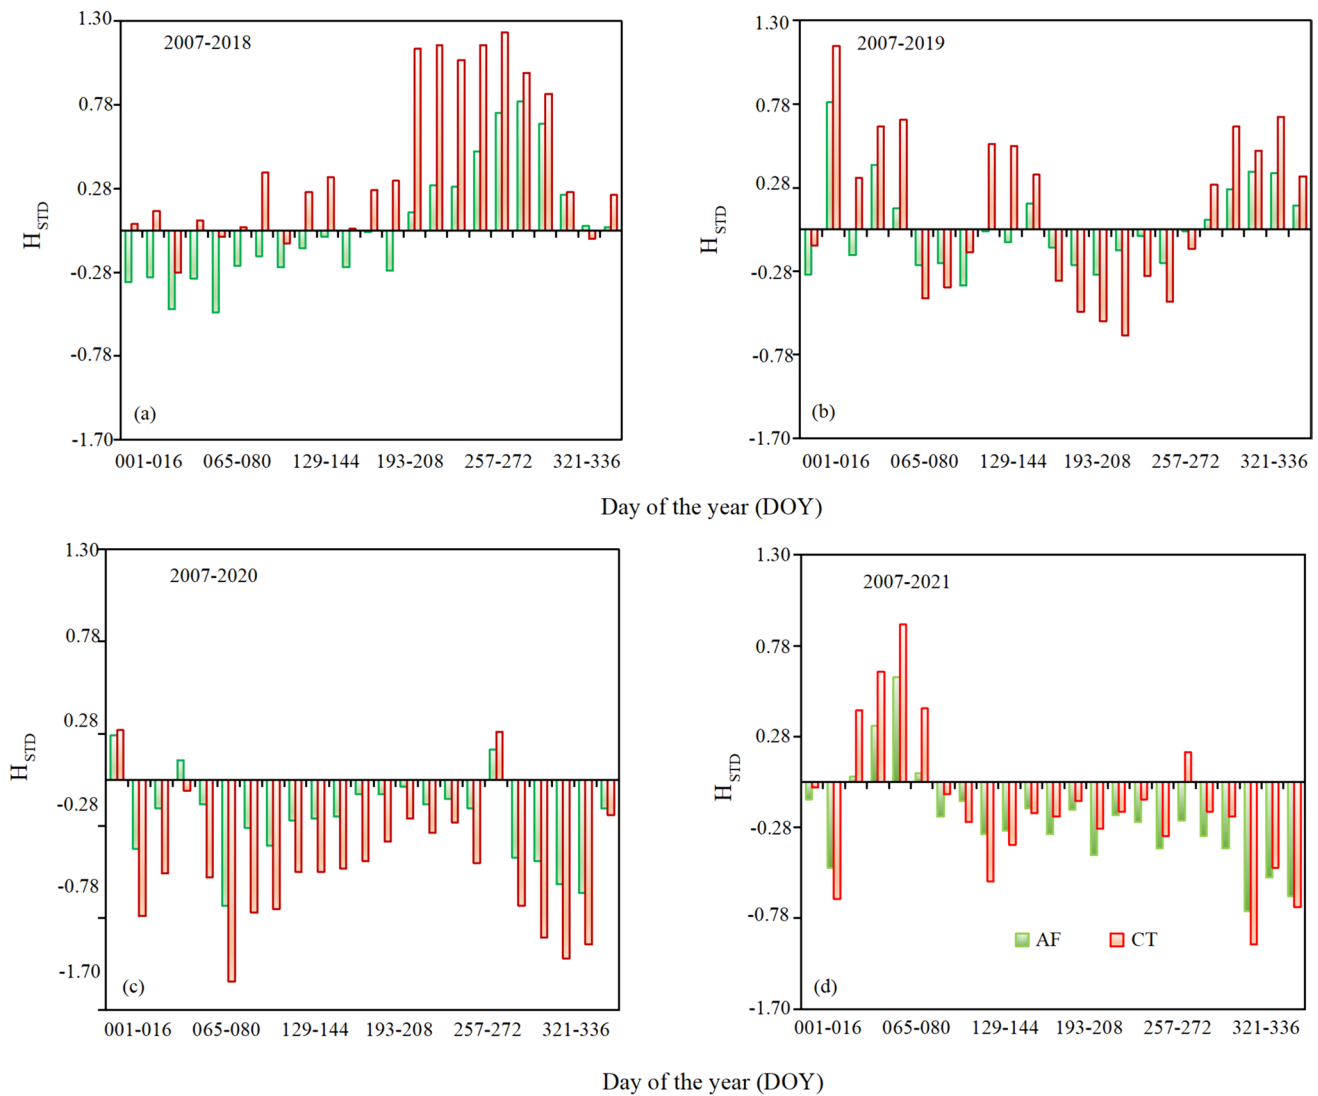 1.30
2007-2018
0.78
0.28
HSTD
-0.28
-0.78
(a)
-1.70
001-016 065-080 129-144 193-208 257-272 321-336
1.30
2007-2019
0.78
0.28
HSTD
-0.28
-0.78
(b)
-1.70
001-016 065-080 129-144 193-208 257-272 321-336
Day of the year (DOY)
1.30
2007-2020
0.78
0.28
HSTD
-0.28
-0.78
-1.70
(c)
001-016 065-080 129-144 193-208 257-272 321-336
1.30
2007-2021
0.78
0.28
HSTD
-0.28
-0.78
AF CT
(d)
-1.70
001-016 065-080 129-144 193-208 257-272 321-336
Day of the year (DOY)